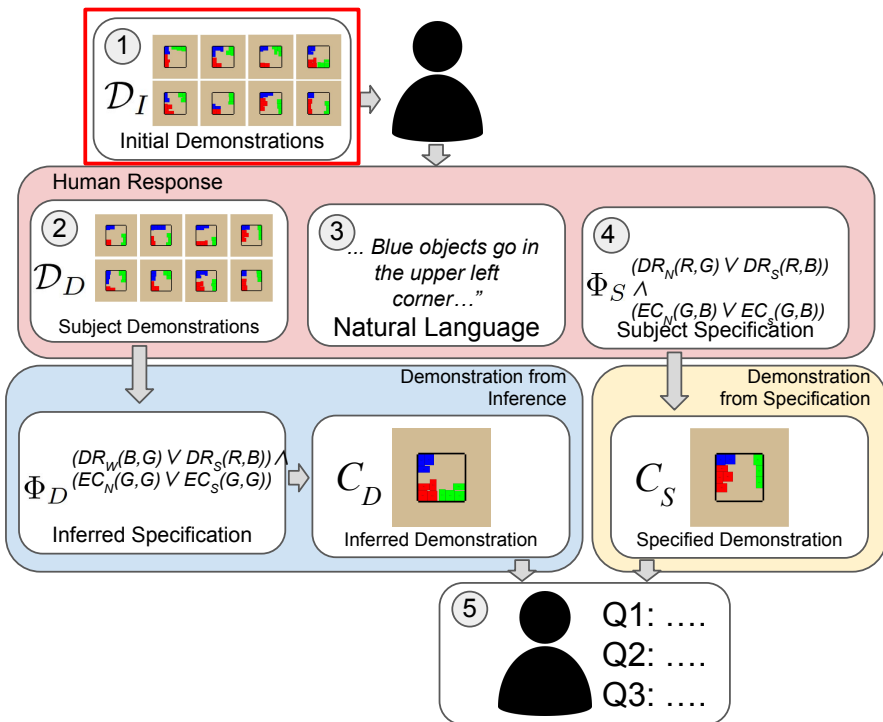 1
D_I
Initial Demonstrations
Human Response
2
D_D
Subject Demonstrations
3
... Blue objects go in
the upper left
corner…”
Natural Language
4
Φ_S
(DR_N(R,G) ∨ DR_S(R,B))
∧
(EC_N(G,B) ∨ EC_s(G,B))
Subject Specification
Demonstration from
Inference
Φ_D
(DR_W(B,G) ∨ DR_S(R,B)) ∧
(EC_N(G,G) ∨ EC_S(G,G))
Inferred Specification
C_D
Inferred Demonstration
Demonstration
from Specification
C_S
Specified Demonstration
5
Q1: ….
Q2: ….
Q3: ….